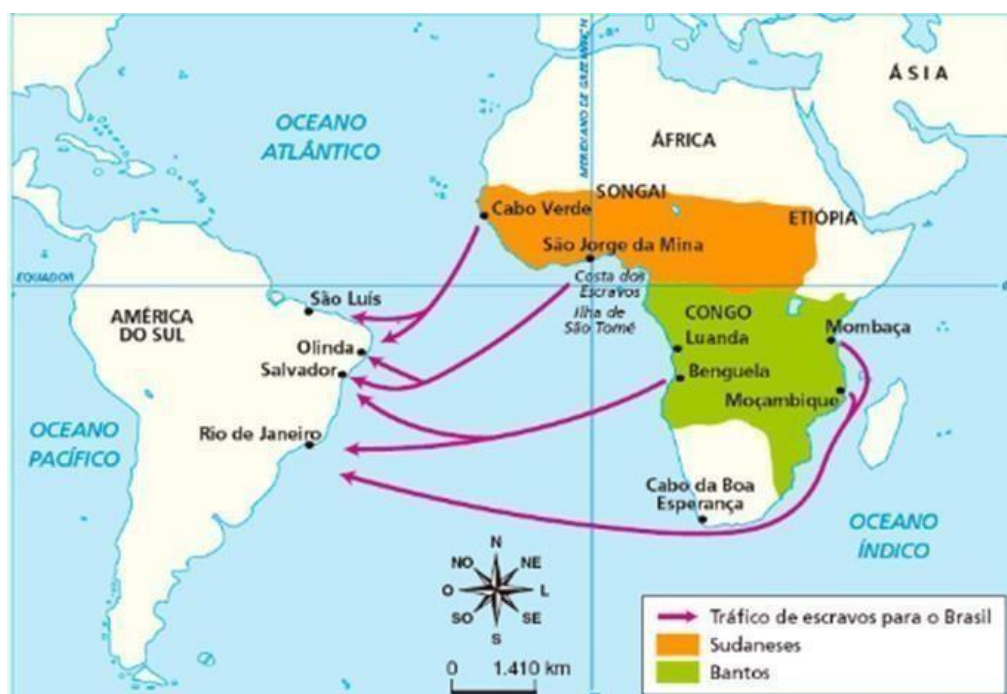 MERIDIANO DE GREENWICH
ÁSIA
OCEANO
ATLÂNTICO
ÁFRICA
SONGAI
Cabo Verde
ETIÓPIA
São Jorge da Mina
EQUADOR
Costa dos
Escravos
Ilha de
São Tomé
São Luís
CONGO
AMÉRICA
DO SUL
Mombaça
Olinda
Luanda
Salvador
Benguela
Moçambique
OCEANO
PACÍFICO
Rio de Janeiro
Cabo da Boa
Esperança
OCEANO
ÍNDICO
N
NO
NE
O
L
SO
SE
S
0 1.410 km
Tráfico de escravos para o Brasil
Sudaneses
Bantos